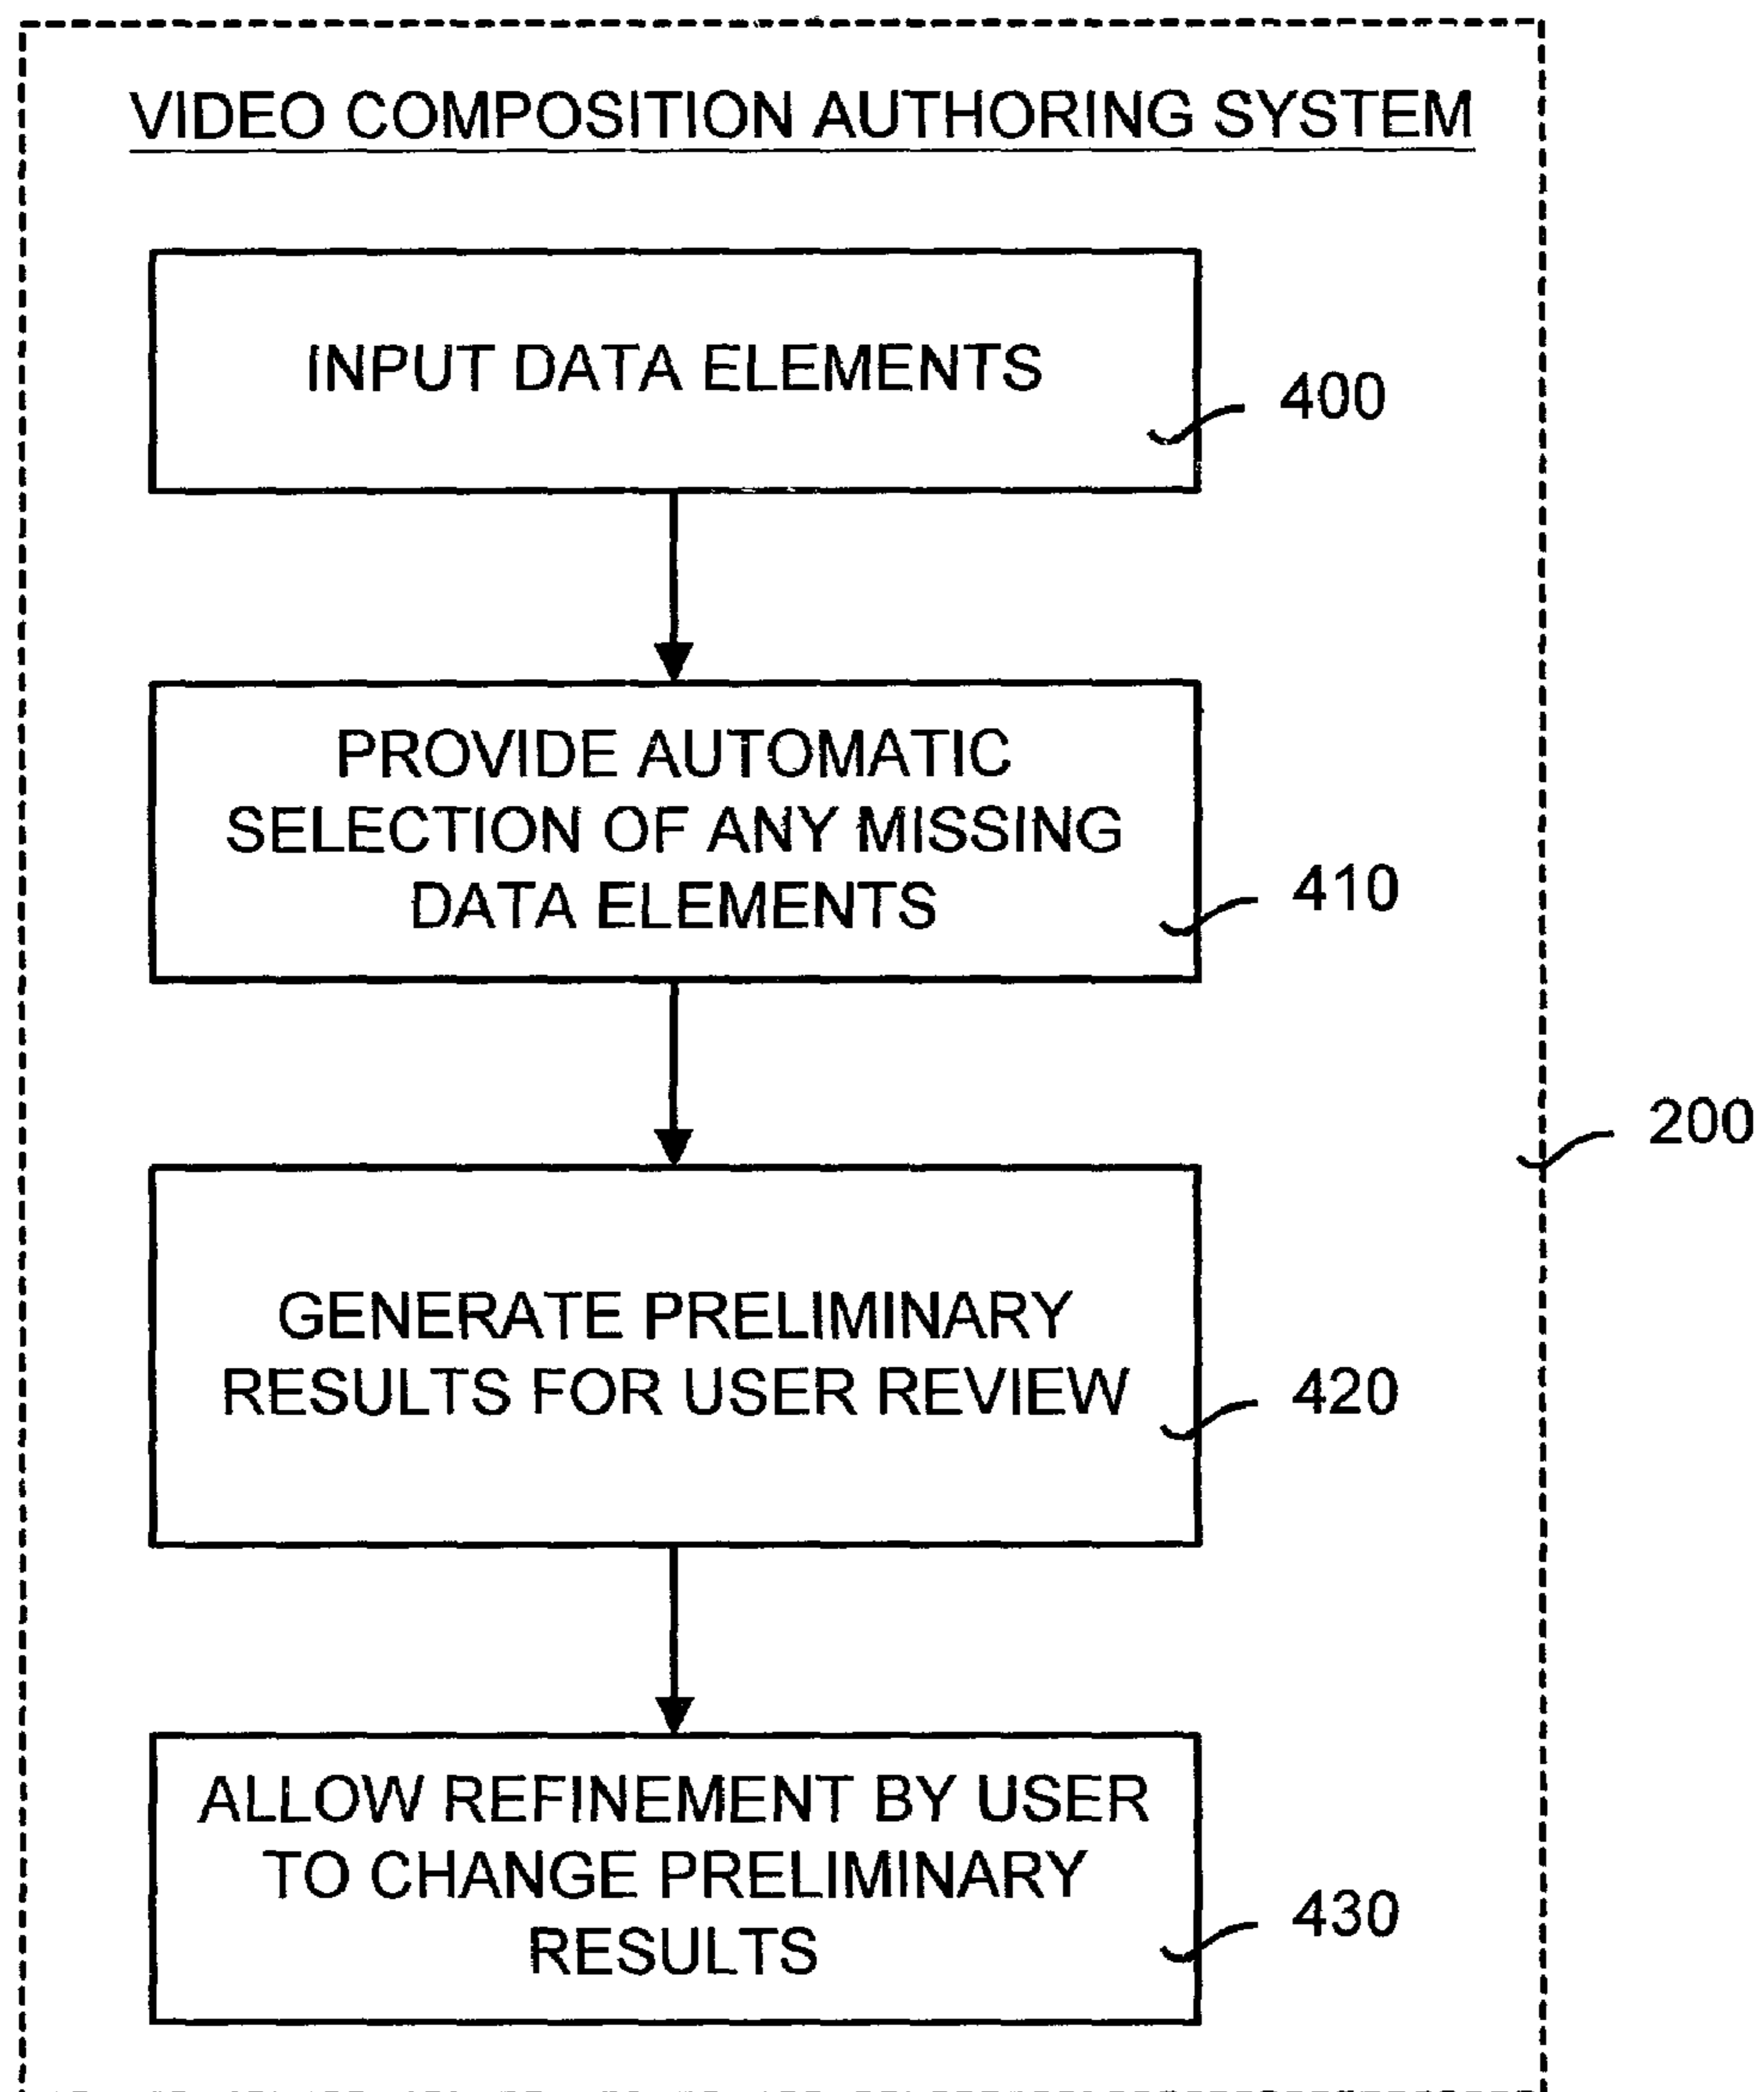 VIDEO COMPOSITION AUTHORING SYSTEM
INPUT DATA ELEMENTS
400
PROVIDE AUTOMATIC
SELECTION OF ANY MISSING
DATA ELEMENTS
410
200
GENERATE PRELIMINARY
RESULTS FOR USER REVIEW
420
ALLOW REFINEMENT BY USER
TO CHANGE PRELIMINARY
RESULTS
430